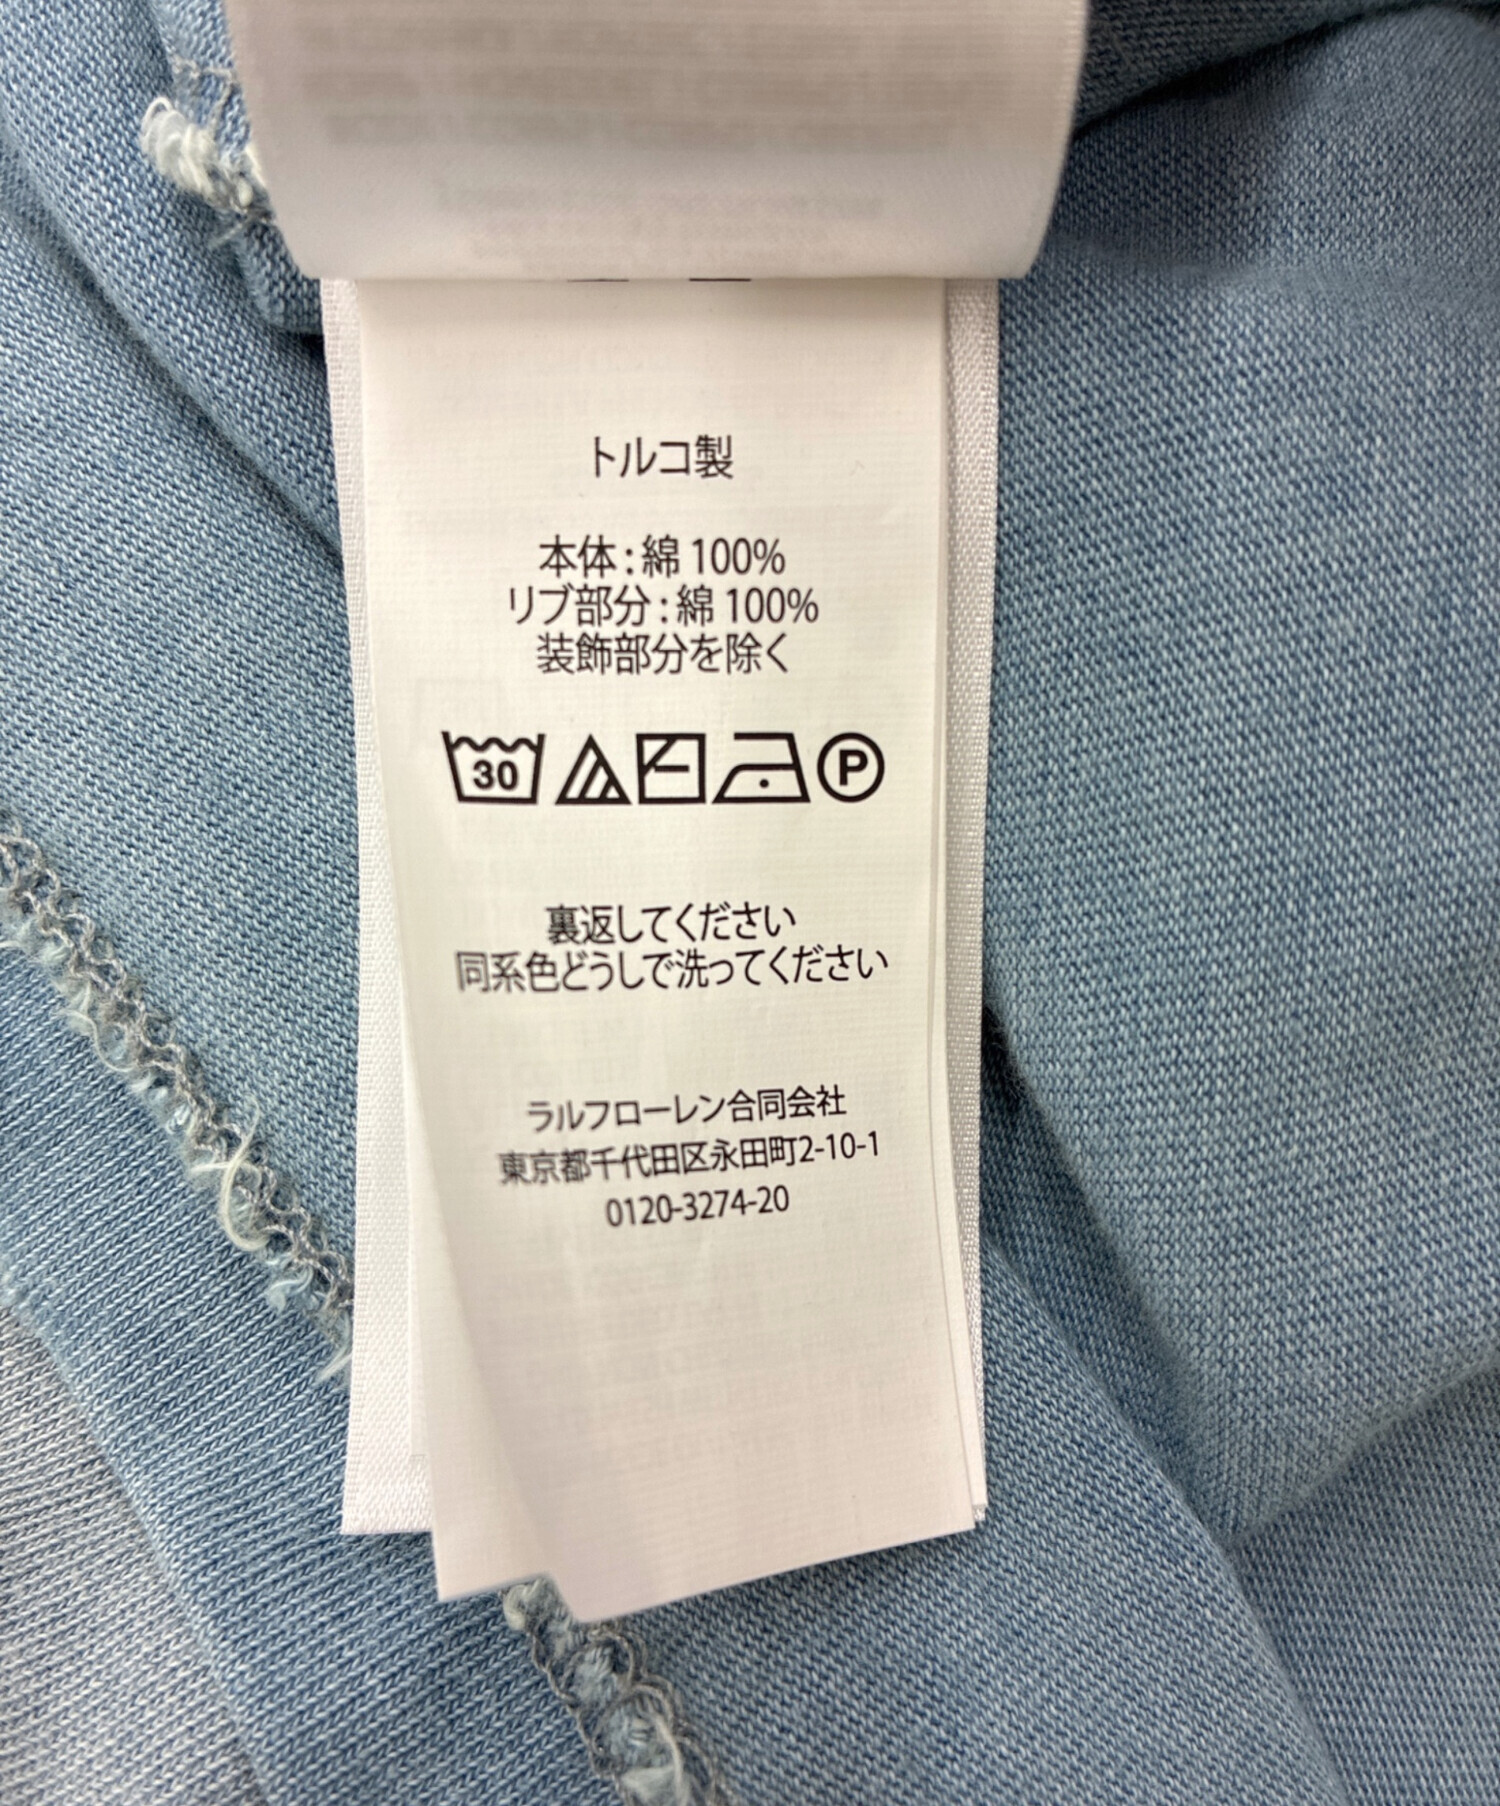 トルコ製
本体 : 綿 100%
リブ部分 : 綿 100%
装飾部分を除く
30 P
裏返してください
同系色どうしで洗ってください
ラルフローレン合同会社
東京都千代田区永田町2-10-1
0120-3274-20